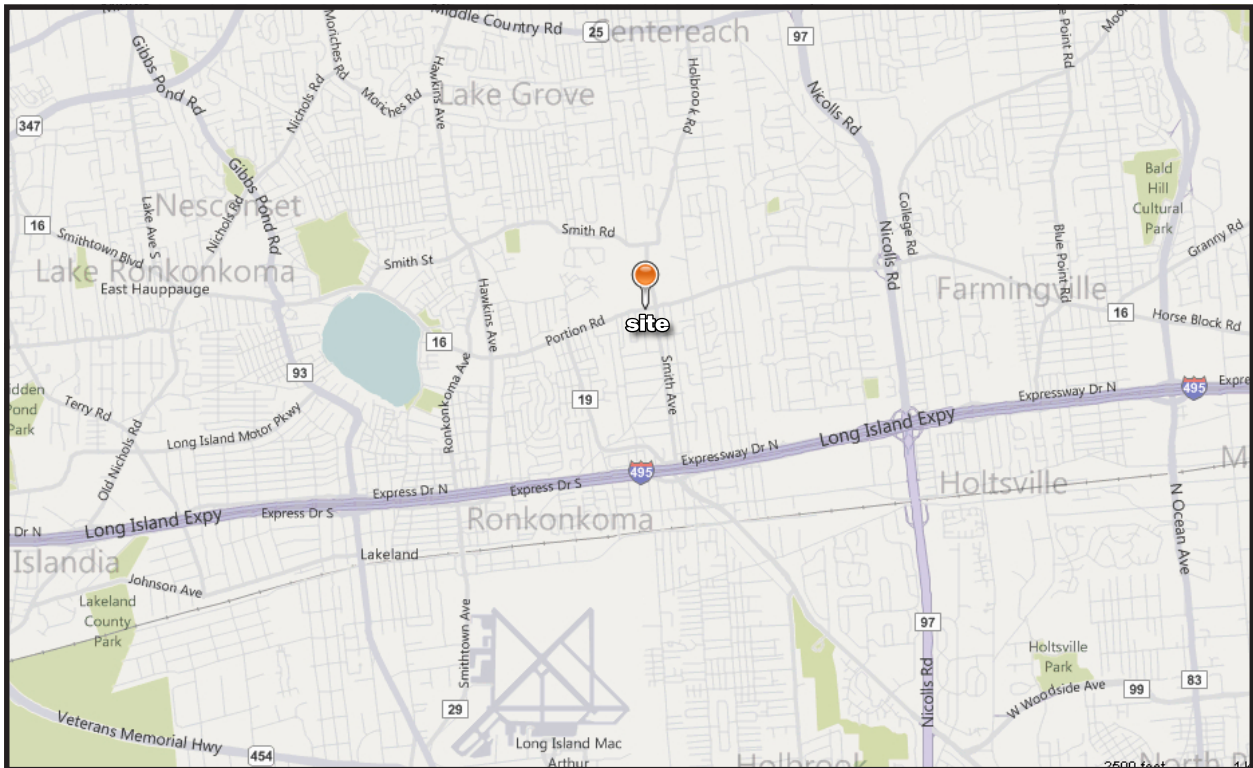 Middle Country Rd
25
Centereach
97
Moriches Rd
Gibbs Pond Rd
Hawkins Ave
Lake Grove
Nichols Rd
Moriches Rd
Holbrook Rd
Nicolls Rd
e Point Rd
347
Gibbs Pond Rd
Bald
Hill
Cultural
Park
Nesconset
Lake Ave S
Nichols Rd
College Rd
16
Smithtown Blvd
Smith Rd
Nicolls Rd
Blue Point Rd
Granny Rd
Lake Ronkonkoma
Smith St
East Hauppauge
Hawkins Ave
Farmingville
16
Horse Block Rd
site
Portion Rd
16
93
Smith Ave
Ronkonkoma Ave
19
idden
Pond
Park
Terry Rd
Long Island Motor Pkwy
Old Nichols Rd
Expressway Dr N
495
Expre
Long Island Expy
Expressway Dr N
495
Express Dr N
Express Dr S
Holtsville
M
Dr N
Long Island Expy
Express Dr S
Ronkonkoma
N Ocean Ave
Islandia
Lakeland
Johnson Ave
Lakeland
County
Park
Smithtown Ave
97
Holtsville
Park
Nicolls Rd
W Woodside Ave
99
83
29
Veterans Memorial Hwy
454
Long Island Mac
Arthur
Holbrook
2500 feet